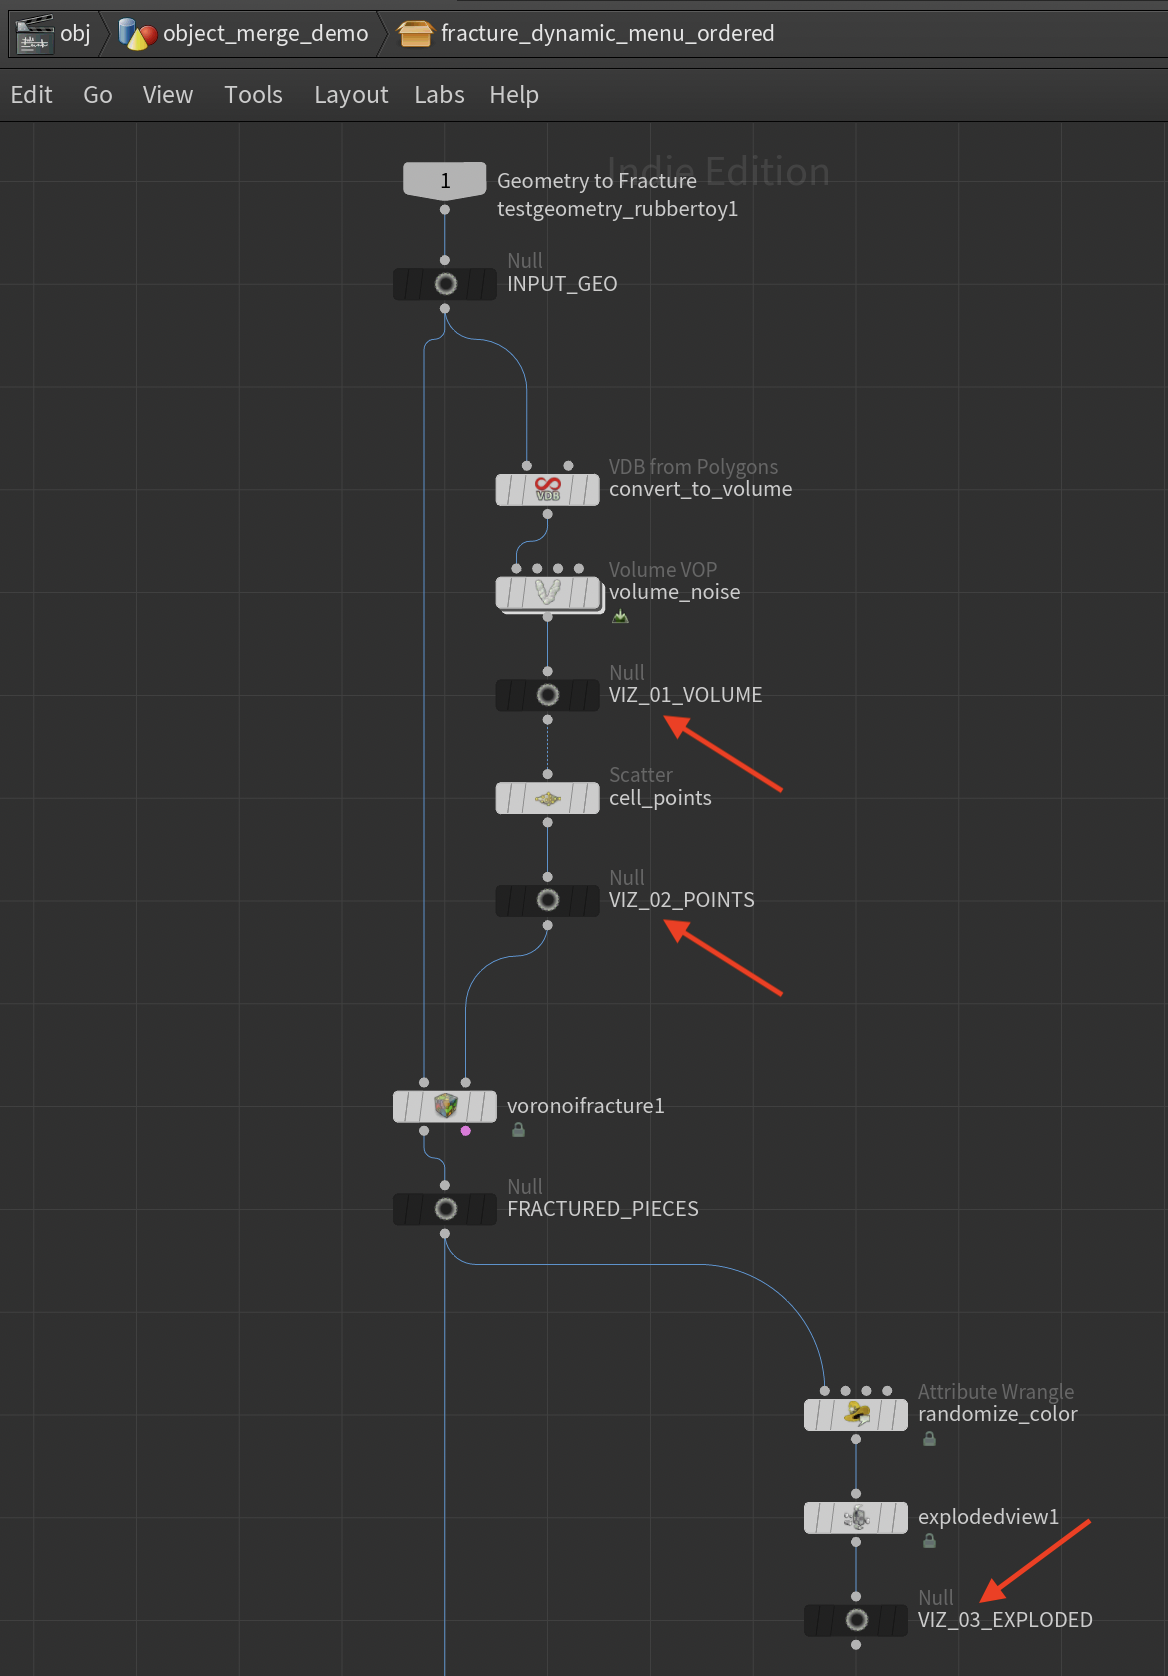 obj object_merge_demo fracture_dynamic_menu_ordered
Edit Go View Tools Layout Labs Help
Indie Edition
1 Geometry to Fracture
testgeometry_rubbertoy1
Null
INPUT_GEO
VDB from Polygons
VDB convert_to_volume
Volume VOP
volume_noise
Null
VIZ_01_VOLUME
Scatter
cell_points
Null
VIZ_02_POINTS
voronoifracture1
Null
FRACTURED_PIECES
Attribute Wrangle
randomize_color
explodedview1
Null
VIZ_03_EXPLODED